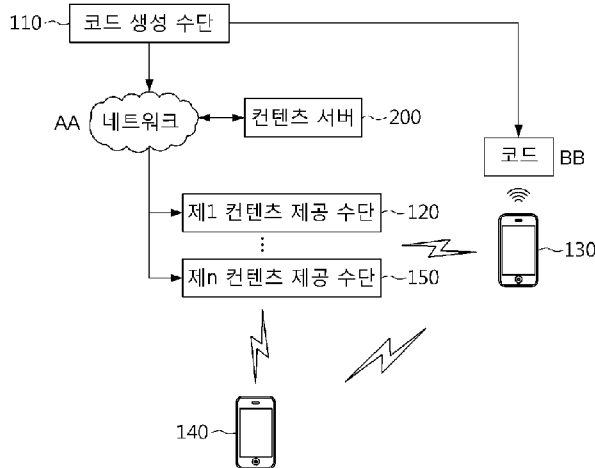 110 코드 생성 수단
AA 네트워크
컨텐츠 서버 200
코드 BB
제1 컨텐츠 제공 수단 120
130
제n 컨텐츠 제공 수단 150
140